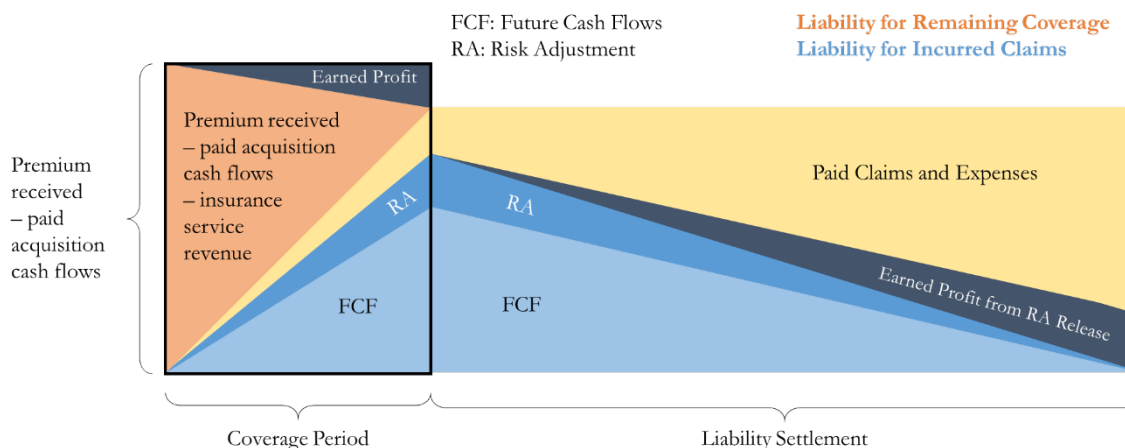 FCF: Future Cash Flows
RA: Risk Adjustment
Liability for Remaining Coverage
Liability for Incurred Claims
Earned Profit
Premium received
– paid acquisition
cash flows
– insurance
service
revenue
Premium
received
– paid
acquisition
cash flows
RA
FCF
RA
FCF
Paid Claims and Expenses
Earned Profit from RA Release
Coverage Period
Liability Settlement